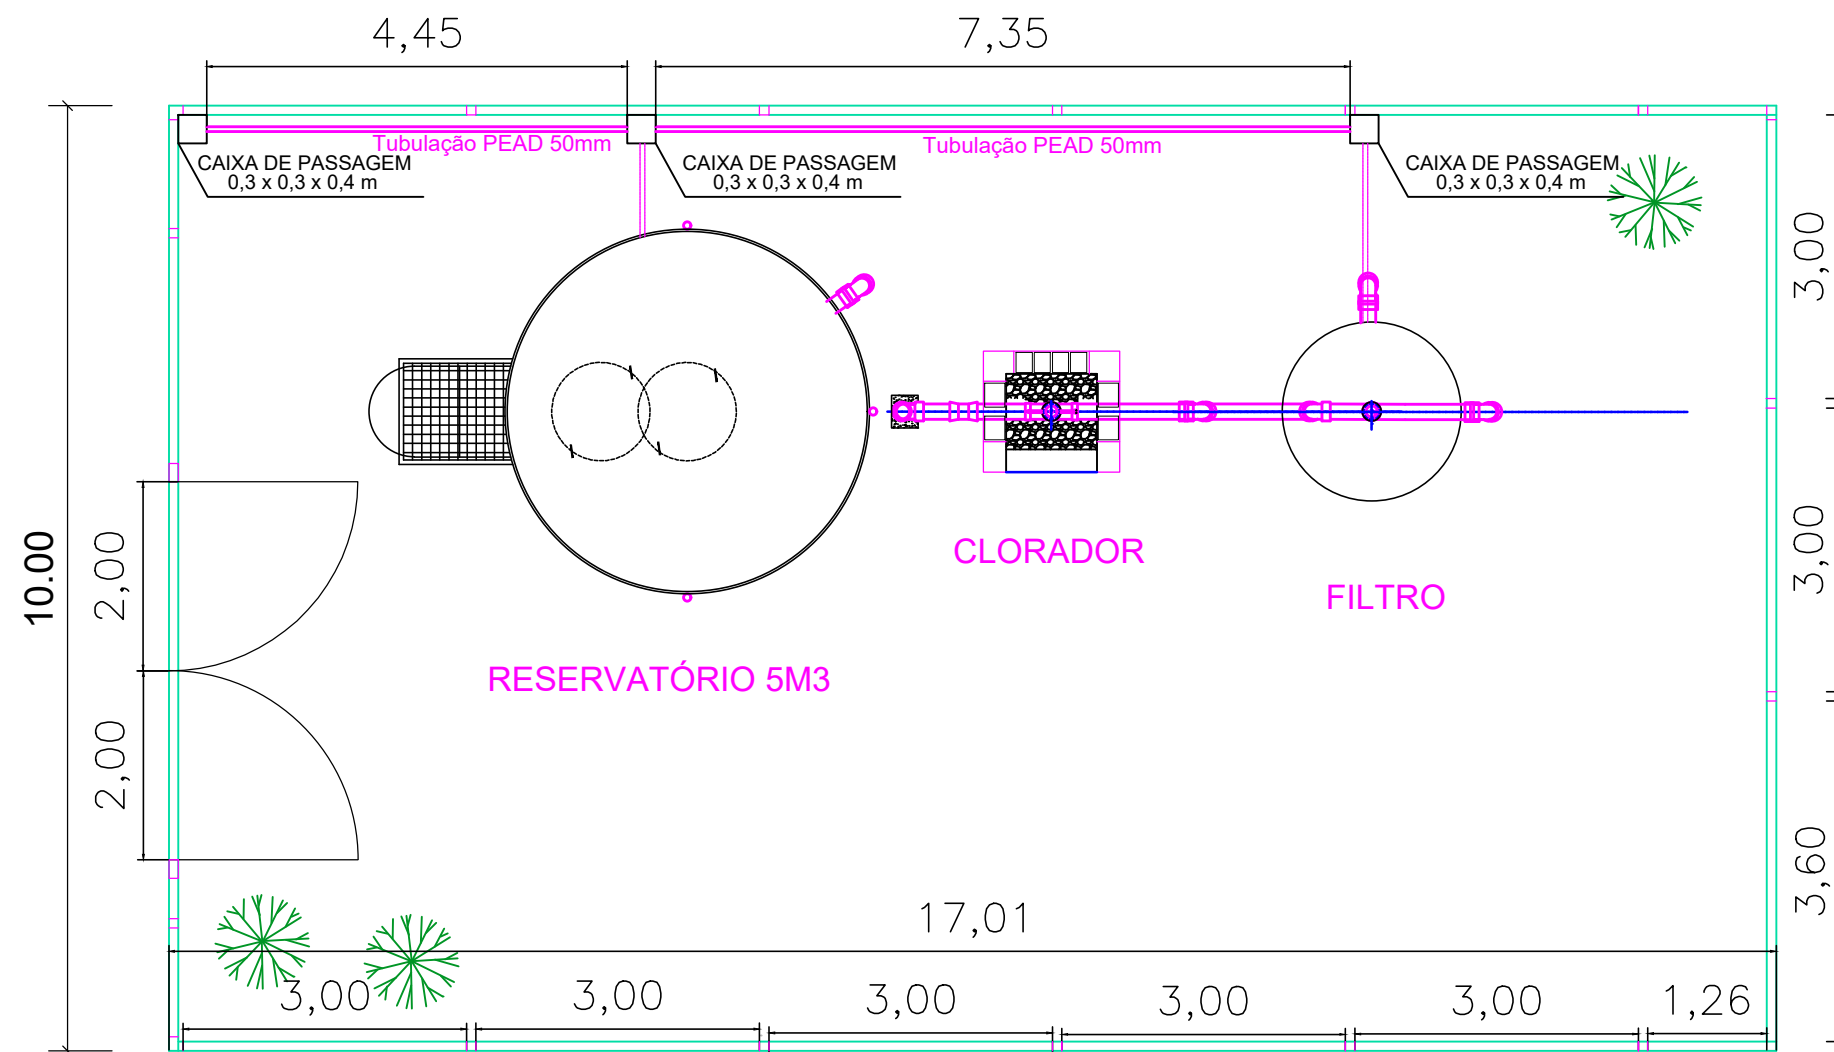 4,45
7,35
Tubulação PEAD 50mm
Tubulação PEAD 50mm
CAIXA DE PASSAGEM
0,3 x 0,3 x 0,4 m
CAIXA DE PASSAGEM
0,3 x 0,3 x 0,4 m
CAIXA DE PASSAGEM
0,3 x 0,3 x 0,4 m
3,00
10.00
2,00
3,00
CLORADOR
FILTRO
RESERVATÓRIO 5M3
2,00
3,60
17,01
3,00
3,00
3,00
3,00
3,00
1,26